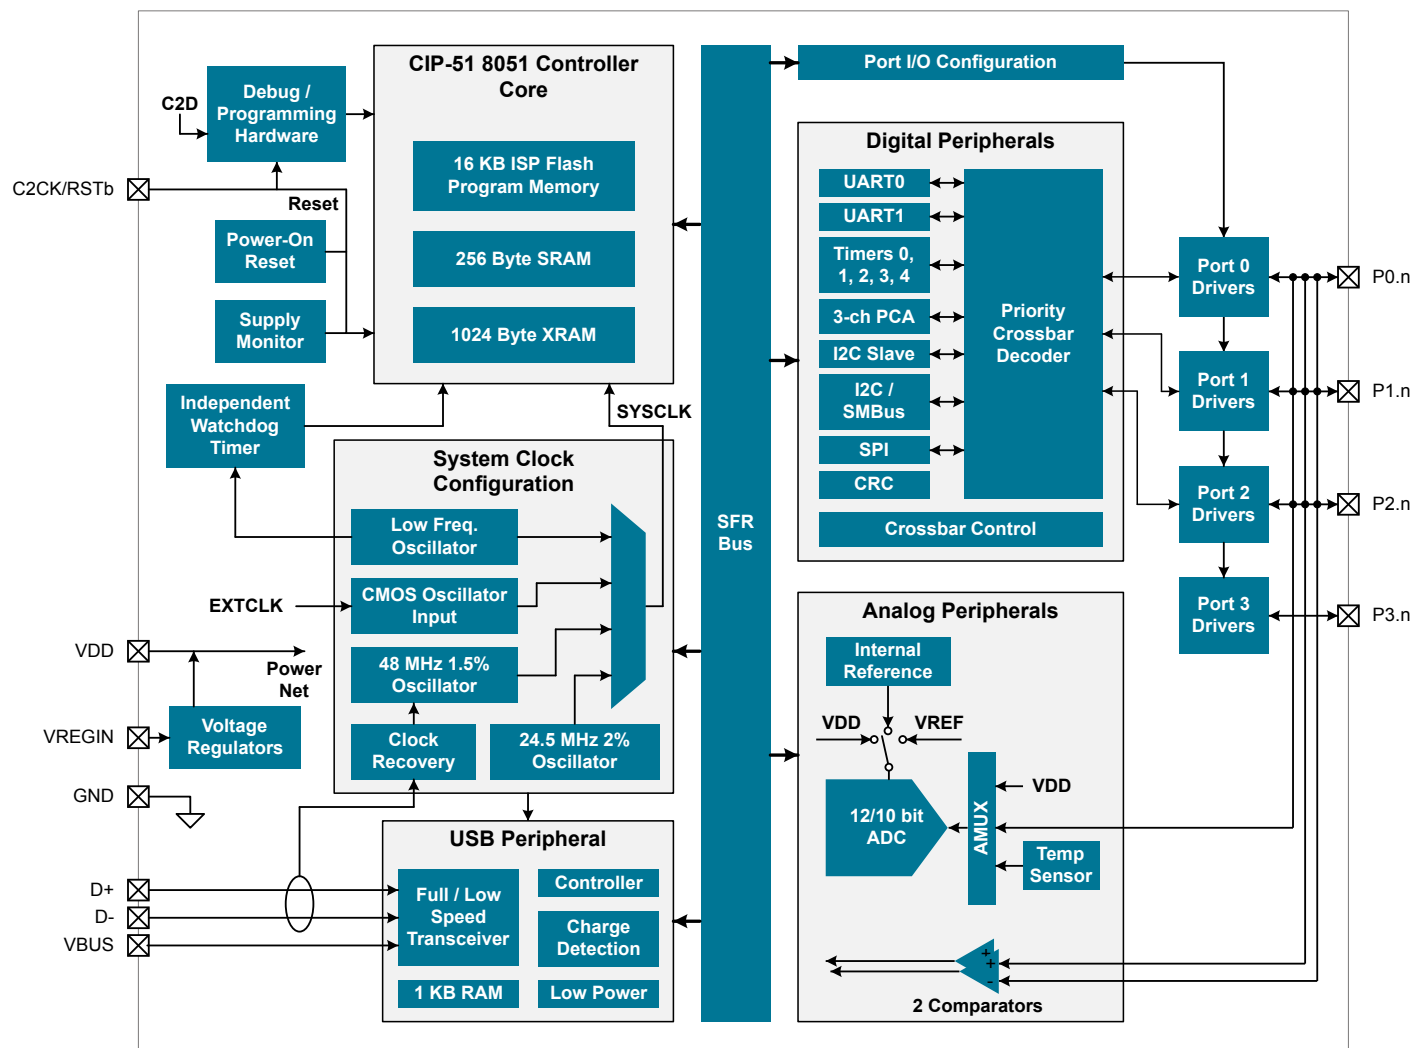 CIP-51 8051 Controller
Core
16 KB ISP Flash
Program Memory
256 Byte SRAM
1024 Byte XRAM
Debug /
Programming
Hardware
C2D
C2CK/RSTb
Reset
Power-On
Reset
Supply
Monitor
Independent
Watchdog
Timer
SYSCLK
System Clock
Configuration
Low Freq.
Oscillator
CMOS Oscillator
Input
EXTCLK
48 MHz 1.5%
Oscillator
Clock
Recovery
24.5 MHz 2%
Oscillator
VDD
Power
Net
VREGIN
Voltage
Regulators
GND
USB Peripheral
D+
D-
VBUS
Full / Low
Speed
Transceiver
1 KB RAM
Controller
Charge
Detection
Low Power
SFR
Bus
Port I/O Configuration
Digital Peripherals
UART0
UART1
Timers 0,
1, 2, 3, 4
3-ch PCA
I2C Slave
I2C /
SMBus
SPI
CRC
Priority
Crossbar
Decoder
Crossbar Control
Port 0
Drivers
P0.n
Port 1
Drivers
P1.n
Port 2
Drivers
P2.n
Port 3
Drivers
P3.n
Analog Peripherals
Internal
Reference
VDD
VREF
12/10 bit
ADC
AMUX
VDD
Temp
Sensor
+
+
-
2 Comparators